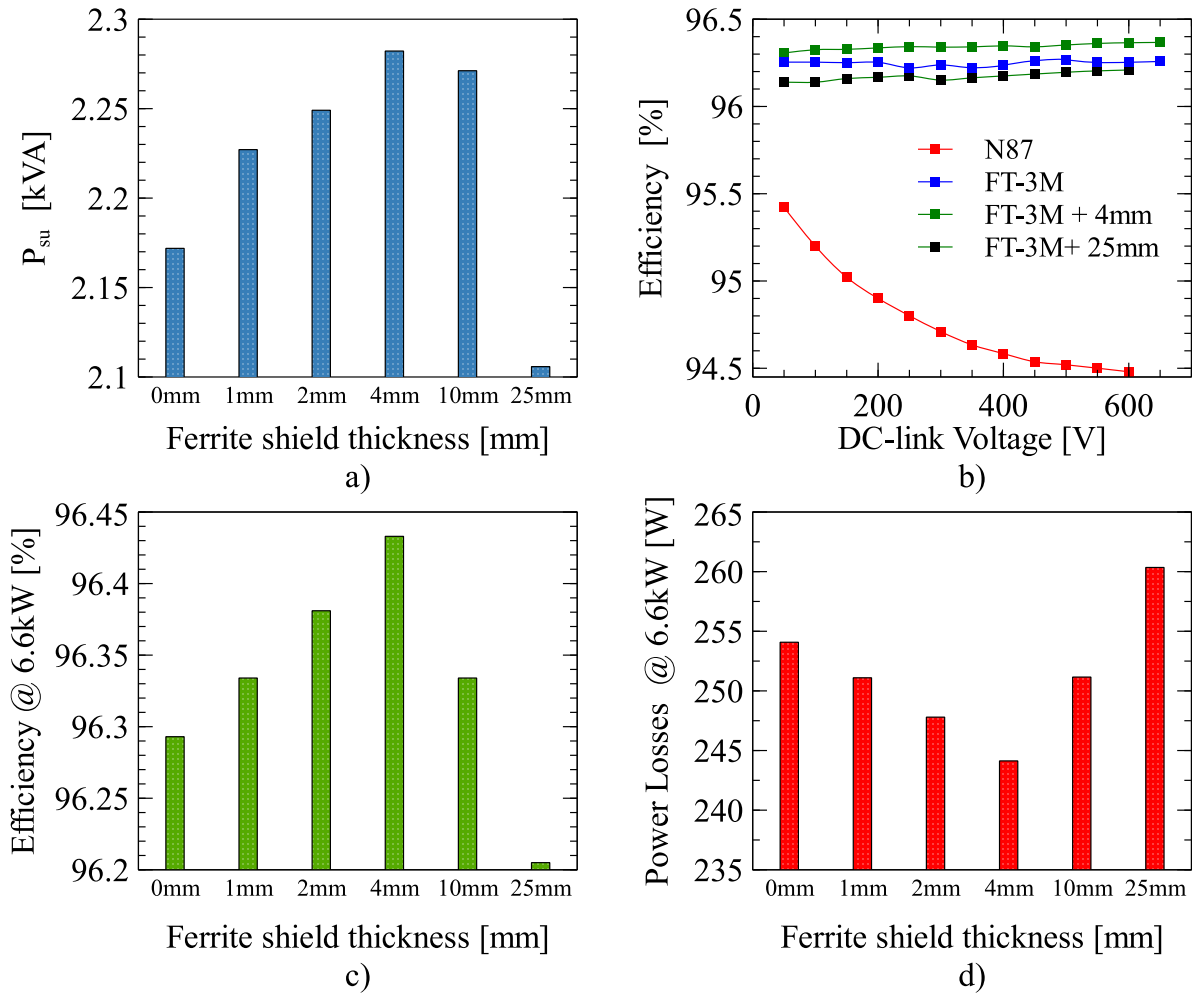 2.3
2.25
2.2
2.15
2.1
P_su [kVA]
0mm 1mm 2mm 4mm 10mm 25mm
Ferrite shield thickness [mm]
a)
96.5
96
95.5
95
94.5
Efficiency [%]
N87
FT-3M
FT-3M + 4mm
FT-3M+ 25mm
0 200 400 600
DC-link Voltage [V]
b)
96.45
96.4
96.35
96.3
96.25
96.2
Efficiency @ 6.6kW [%]
0mm 1mm 2mm 4mm 10mm 25mm
Ferrite shield thickness [mm]
c)
265
260
255
250
245
240
235
Power Losses @ 6.6kW [W]
0mm 1mm 2mm 4mm 10mm 25mm
Ferrite shield thickness [mm]
d)